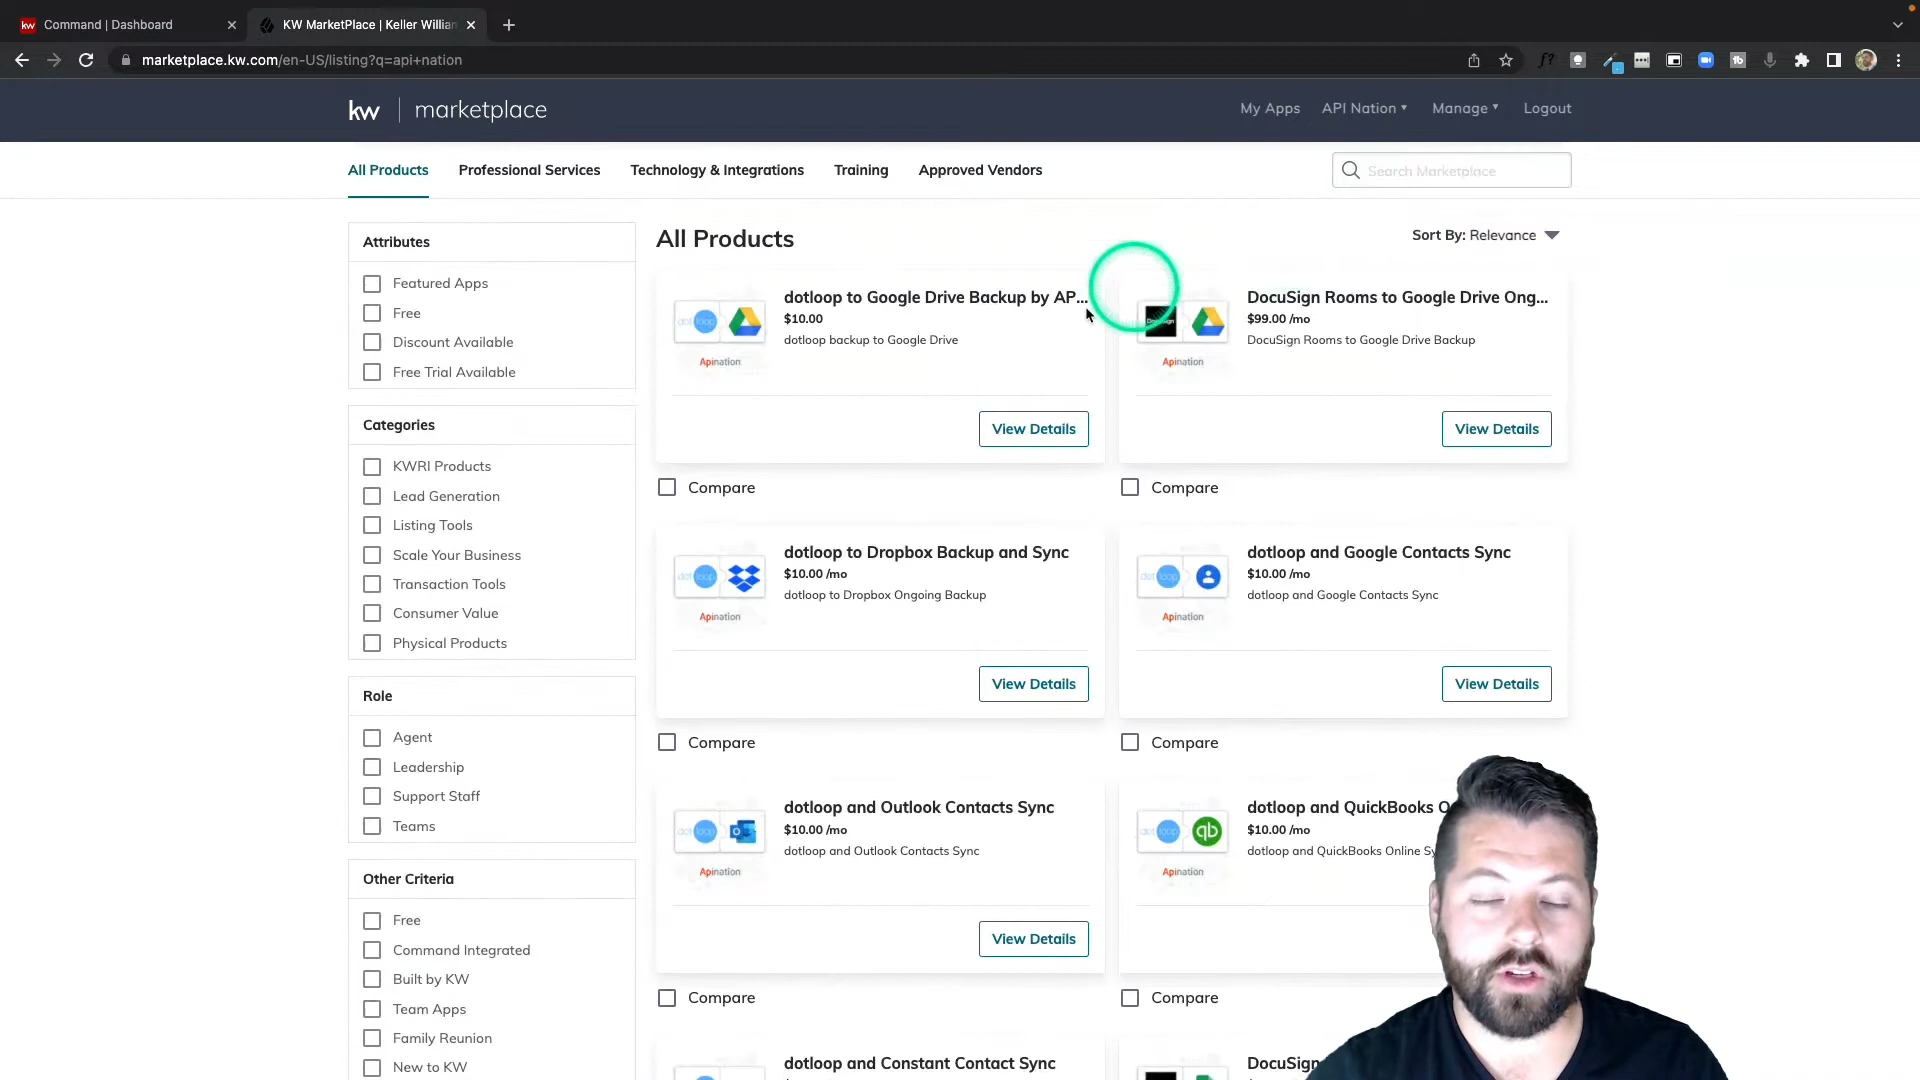 kw Command | Dashboard
KW MarketPlace | Keller Willian
marketplace.kw.com/en-US/listing?q=api+nation
kw marketplace
My Apps API Nation Manage Logout
All Products Professional Services Technology & Integrations Training Approved Vendors
Search Marketplace
Attributes
Featured Apps
Free
Discount Available
Free Trial Available
Categories
KWRI Products
Lead Generation
Listing Tools
Scale Your Business
Transaction Tools
Consumer Value
Physical Products
Role
Agent
Leadership
Support Staff
Teams
Other Criteria
Free
Command Integrated
Built by KW
Team Apps
Family Reunion
New to KW
All Products
Sort By: Relevance
dotloop to Google Drive Backup by AP...
$10.00
dotloop backup to Google Drive
Apination
View Details
Compare
DocuSign Rooms to Google Drive Ong...
$99.00 /mo
DocuSign Rooms to Google Drive Backup
Apination
View Details
Compare
dotloop to Dropbox Backup and Sync
$10.00 /mo
dotloop to Dropbox Ongoing Backup
Apination
View Details
Compare
dotloop and Google Contacts Sync
$10.00 /mo
dotloop and Google Contacts Sync
Apination
View Details
Compare
dotloop and Outlook Contacts Sync
$10.00 /mo
dotloop and Outlook Contacts Sync
Apination
View Details
Compare
dotloop and QuickBooks O
$10.00 /mo
dotloop and QuickBooks Online Sy
qb
Apination
Compare
dotloop and Constant Contact Sync
DocuSign